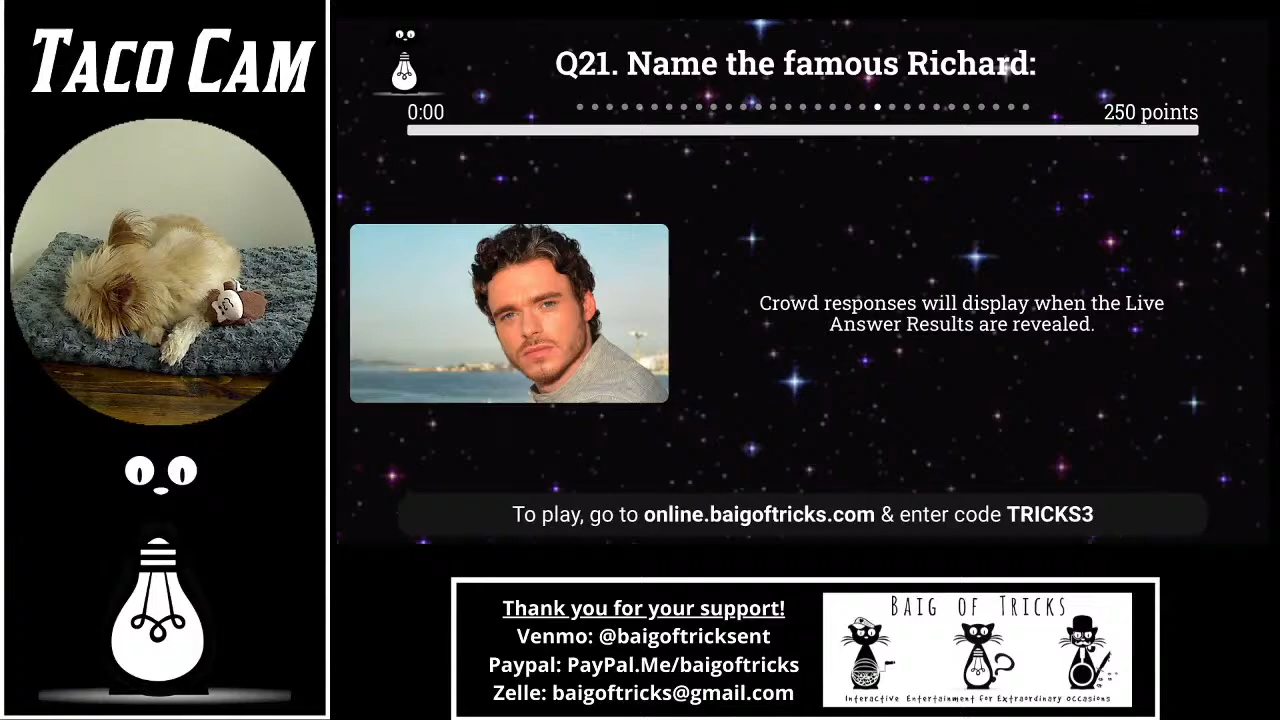 TACO CAM
Q21. Name the famous Richard:
0:00
250 points
Crowd responses will display when the Live
Answer Results are revealed.
To play, go to online.baigoftricks.com & enter code TRICKS3
Thank you for your support!
Venmo: @baigoftricksent
Paypal: PayPal.Me/baigoftricks
Zelle: baigoftricks@gmail.com
BAIG OF TRICKS
Interactive Entertainment for Extraordinary Occasions